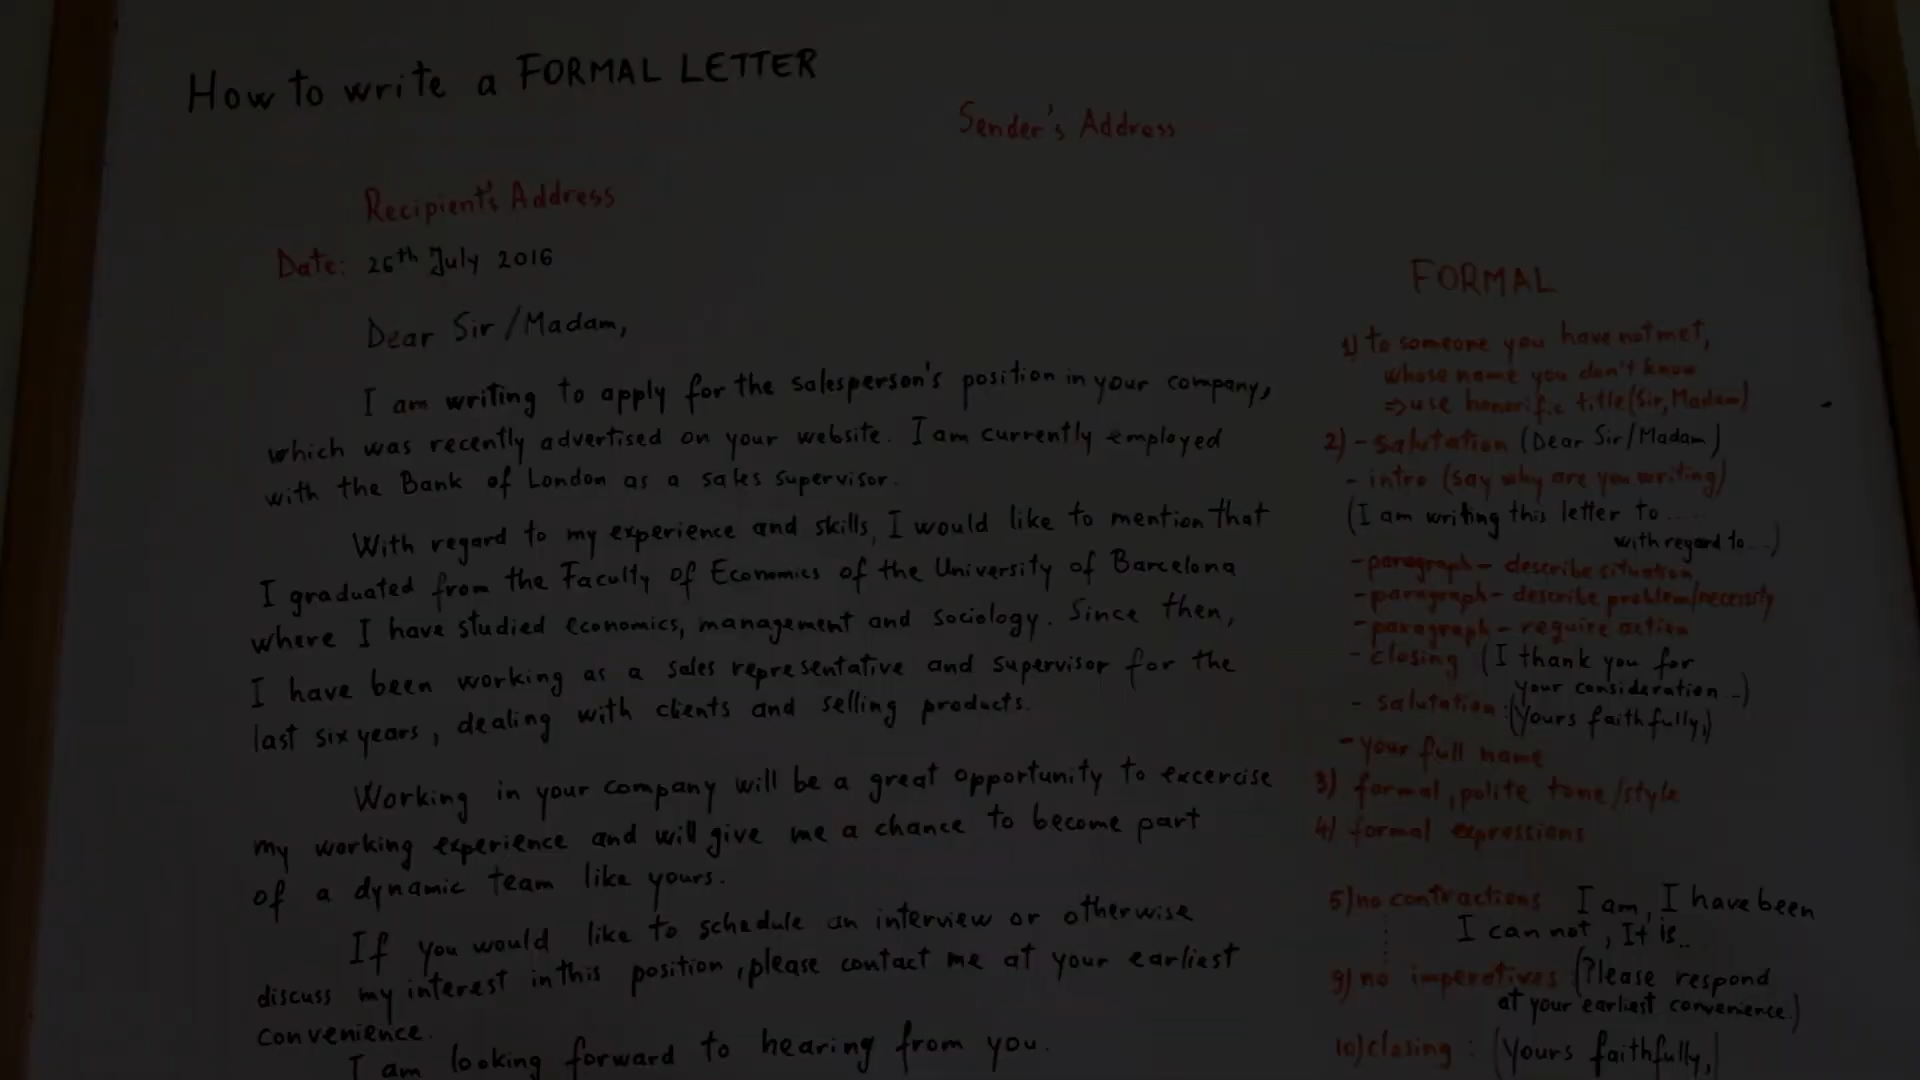 How to write a FORMAL LETTER
Sender's Address
Recipient's Address
Date: 26th July 2016
Dear Sir/Madam,
I am writing to apply for the salesperson's position in your company,
which was recently advertised on your website. I am currently employed
with the Bank of London as a sales supervisor.
With regard to my experience and skills, I would like to mention that
I graduated from the Faculty of Economics of the University of Barcelona
where I have studied economics, management and sociology. Since then,
I have been working as a sales representative and supervisor for the
last six years, dealing with clients and selling products.
Working in your company will be a great opportunity to excercise
my working experience and will give me a chance to become part
of a dynamic team like yours.
If you would like to schedule an interview or otherwise
discuss my interest in this position, please contact me at your earliest
convenience.
I am looking forward to hearing from you.
FORMAL
1) to someone you have not met,
whose name you don't know
⇒ use honorific title (Sir, Madam)
2) - salutation (Dear Sir/Madam)
- intro (say why are you writing)
(I am writing this letter to .....
with regard to ....)
- paragraph - describe situation
- paragraph - describe problem/necessity
- paragraph - require action
- closing (I thank you for
your consideration...)
- salutation: (Yours faithfully,)
- your full name
3) formal, polite tone/style
4) formal expressions
5) no contractions I am, I have been
I can not, It is..
9) no imperatives (Please respond
at your earliest convenience.)
10) closing: (Yours faithfully,)